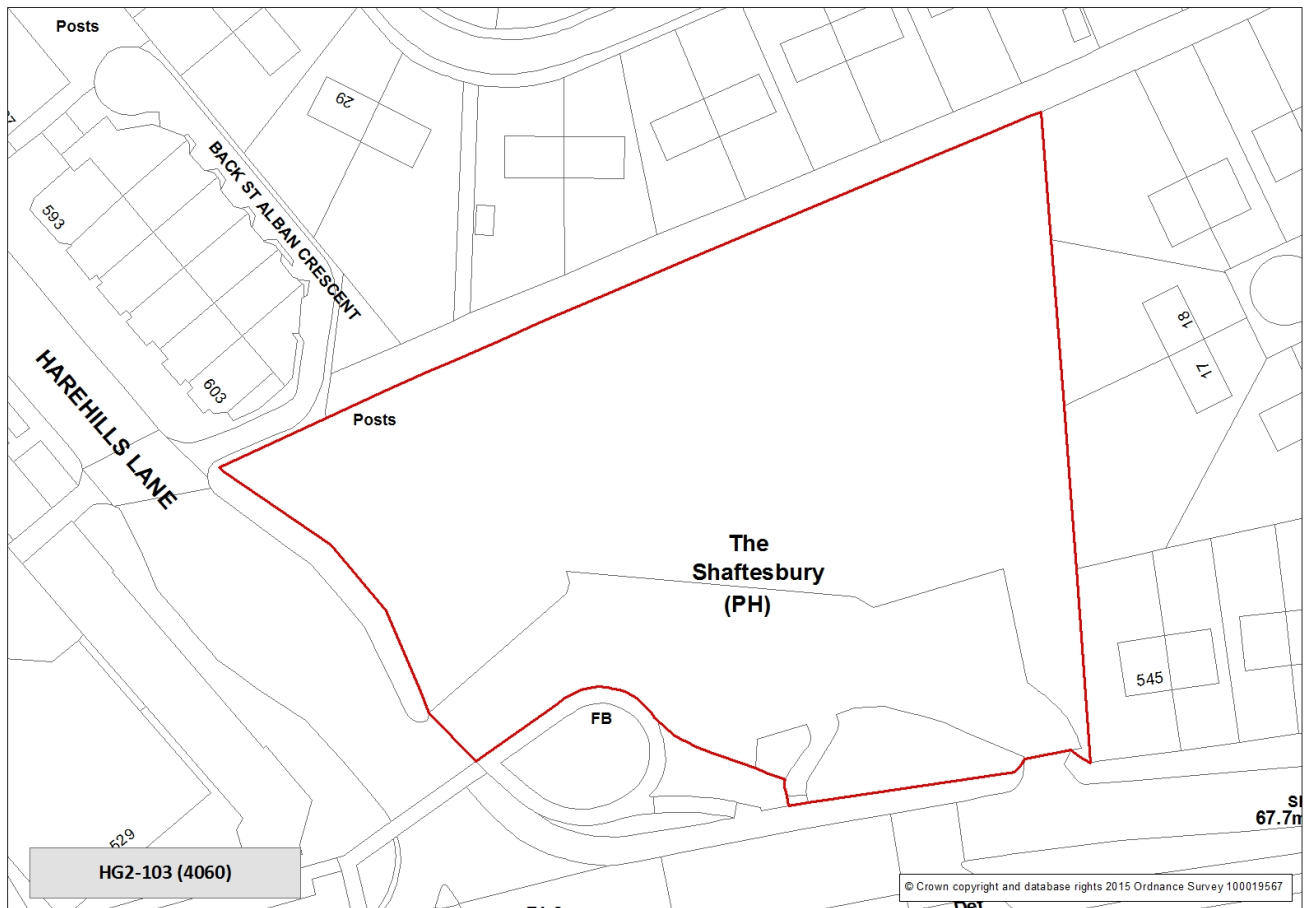 Posts
29
BACK ST ALBAN CRESCENT
593
603
HAREHILLS LANE
Posts
18
17
The
Shaftesbury
(PH)
545
FB
67.7m
529
HG2-103 (4060)
© Crown copyright and database rights 2015 Ordnance Survey 100019567